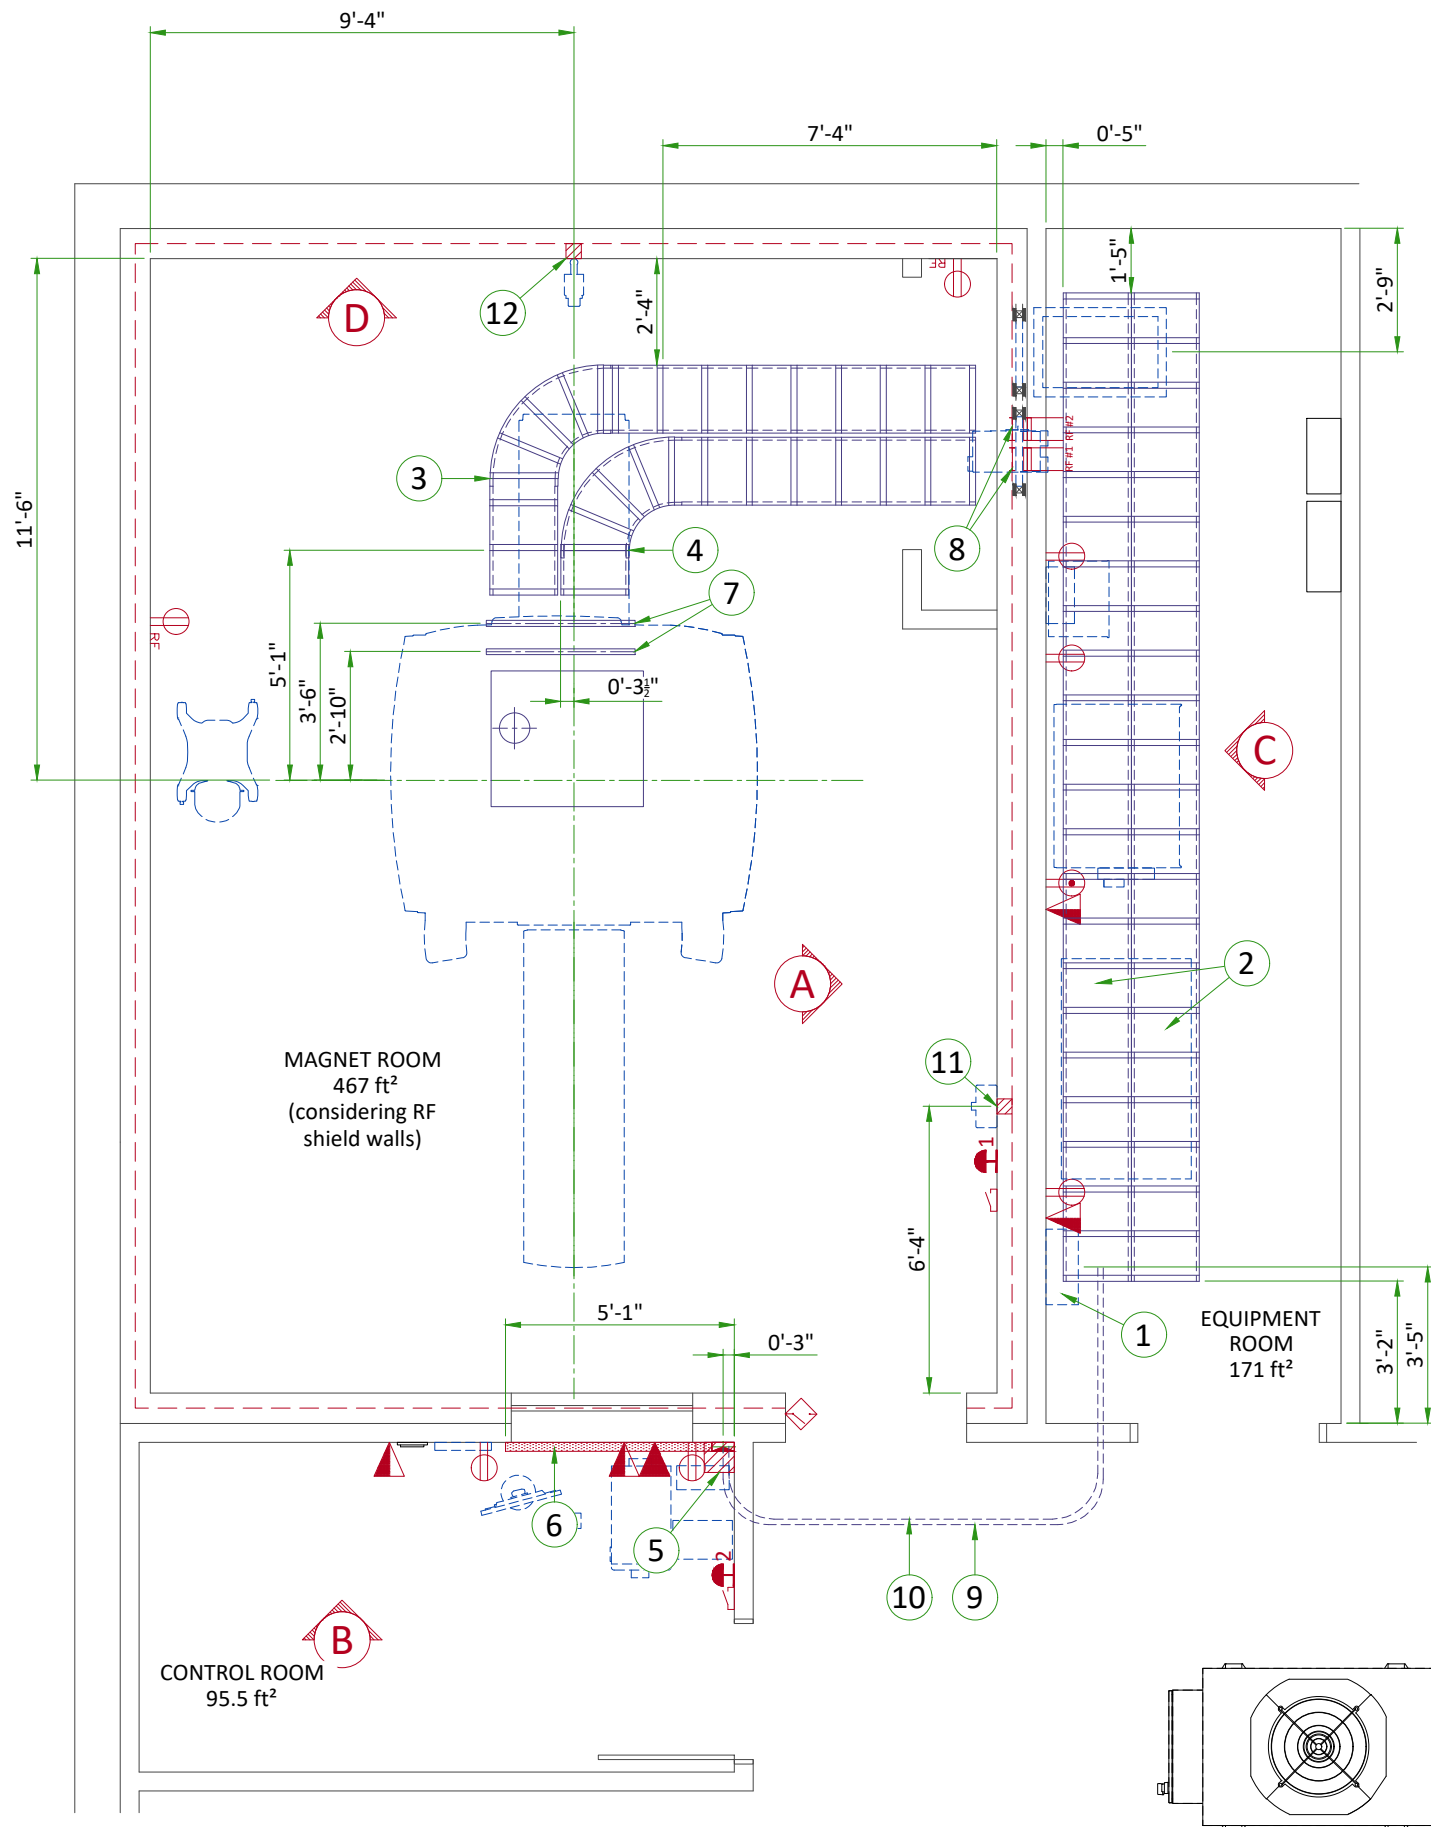 9'-4"
7'-4"
0'-5"
1'-5"
2'-9"
RF
D
12
2'-4"
RF #2
RF #1
3
11'-6"
4
8
7
RF
5'-1"
3'-6"
2'-10"
0'-3½"
C
2
A
MAGNET ROOM
467 ft²
(considering RF
shield walls)
11
1
6'-4"
5'-1"
0'-3"
1
EQUIPMENT
ROOM
171 ft²
3'-2"
3'-5"
6
5
2
10
9
B
CONTROL ROOM
95.5 ft²